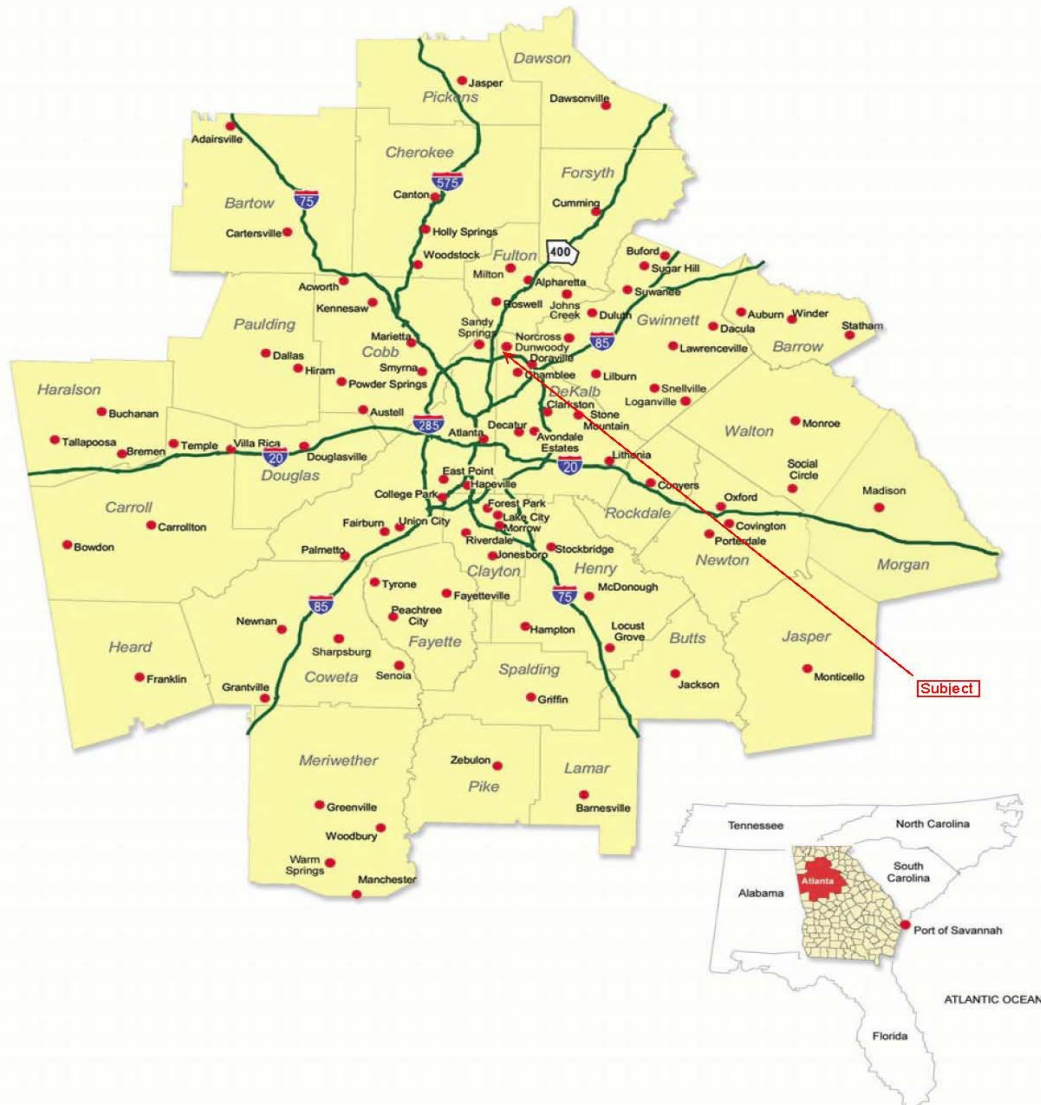 Dawson
Jasper
Pickens
Dawsonville
Adairsville
Cherokee
Forsyth
575
Bartow
75
Canton
Cumming
Cartersville
Holly Springs
Fulton
400
Buford
Woodstock
Milton
Sugar Hill
Acworth
Alpharetta
Suwanee
Kennesaw
Roswell
Johns
Creek
Duluth
Gwinnett
Auburn
Winder
Paulding
Sandy
Springs
Dacula
Statham
Marietta
Norcross
85
Dunwoody
Lawrenceville
Barrow
Dallas
Cobb
Doraville
Hiram
Smyrna
Chamblee
Lilburn
Haralson
Powder Springs
DeKalb
Snellville
Loganville
Buchanan
Austell
Clarkston
Stone
Mountain
Monroe
285
Walton
Tallapoosa
Temple
Villa Rica
Atlanta
Decatur
Avondale
Estates
Bremen
20
Douglasville
20
Lithonia
Social
Circle
Douglas
East Point
Hapeville
Conyers
Madison
Carroll
College Park
Forest Park
Rockdale
Oxford
Carrollton
Fairburn
Union City
Lake City
Covington
Morrow
Porterdale
Bowdon
Palmetto
Riverdale
Stockbridge
Newton
Jonesboro
Morgan
Clayton
Henry
Tyrone
Fayetteville
McDonough
85
75
Peachtree
City
Newnan
Hampton
Locust
Grove
Butts
Jasper
Heard
Sharpsburg
Fayette
Spalding
Franklin
Coweta
Senoia
Jackson
Monticello
Grantville
Griffin
Subject
Meriwether
Zebulon
Lamar
Pike
Greenville
Barnesville
Woodbury
Tennessee
North Carolina
Warm
Springs
South
Carolina
Manchester
Alabama
Atlanta
Port of Savannah
ATLANTIC OCEAN
Florida